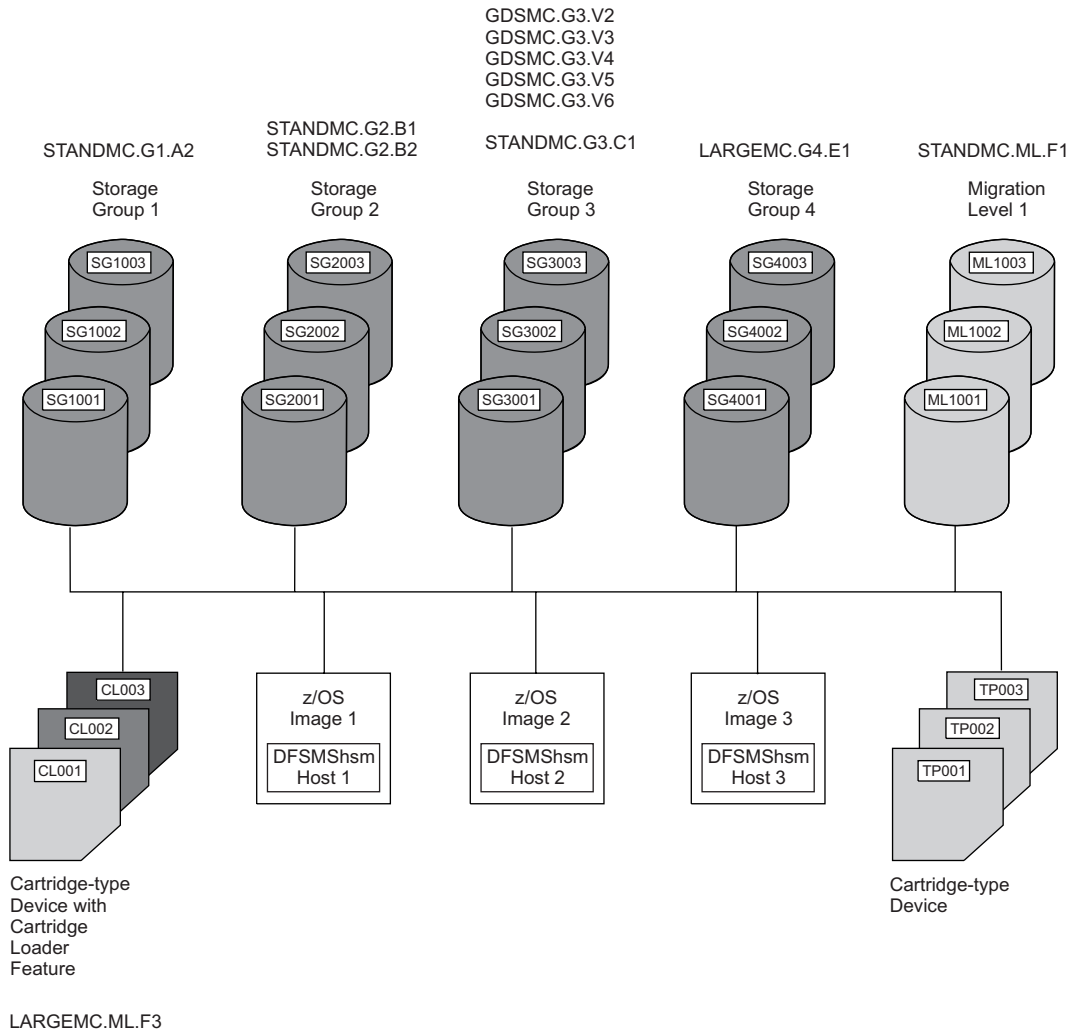 GDSMC.G3.V2
GDSMC.G3.V3
GDSMC.G3.V4
GDSMC.G3.V5
GDSMC.G3.V6
STANDMC.G1.A2
STANDMC.G2.B1
STANDMC.G2.B2
STANDMC.G3.C1
LARGEMC.G4.E1
STANDMC.ML.F1
Storage
Group 1
Storage
Group 2
Storage
Group 3
Storage
Group 4
Migration
Level 1
SG1003
SG2003
SG3003
SG4003
ML1003
SG1002
SG2002
SG3002
SG4002
ML1002
SG1001
SG2001
SG3001
SG4001
ML1001
CL003
CL002
CL001
z/OS
Image 1
DFSMShsm
Host 1
z/OS
Image 2
DFSMShsm
Host 2
z/OS
Image 3
DFSMShsm
Host 3
TP003
TP002
TP001
Cartridge-type
Device with
Cartridge
Loader
Feature
Cartridge-type
Device
LARGEMC.ML.F3